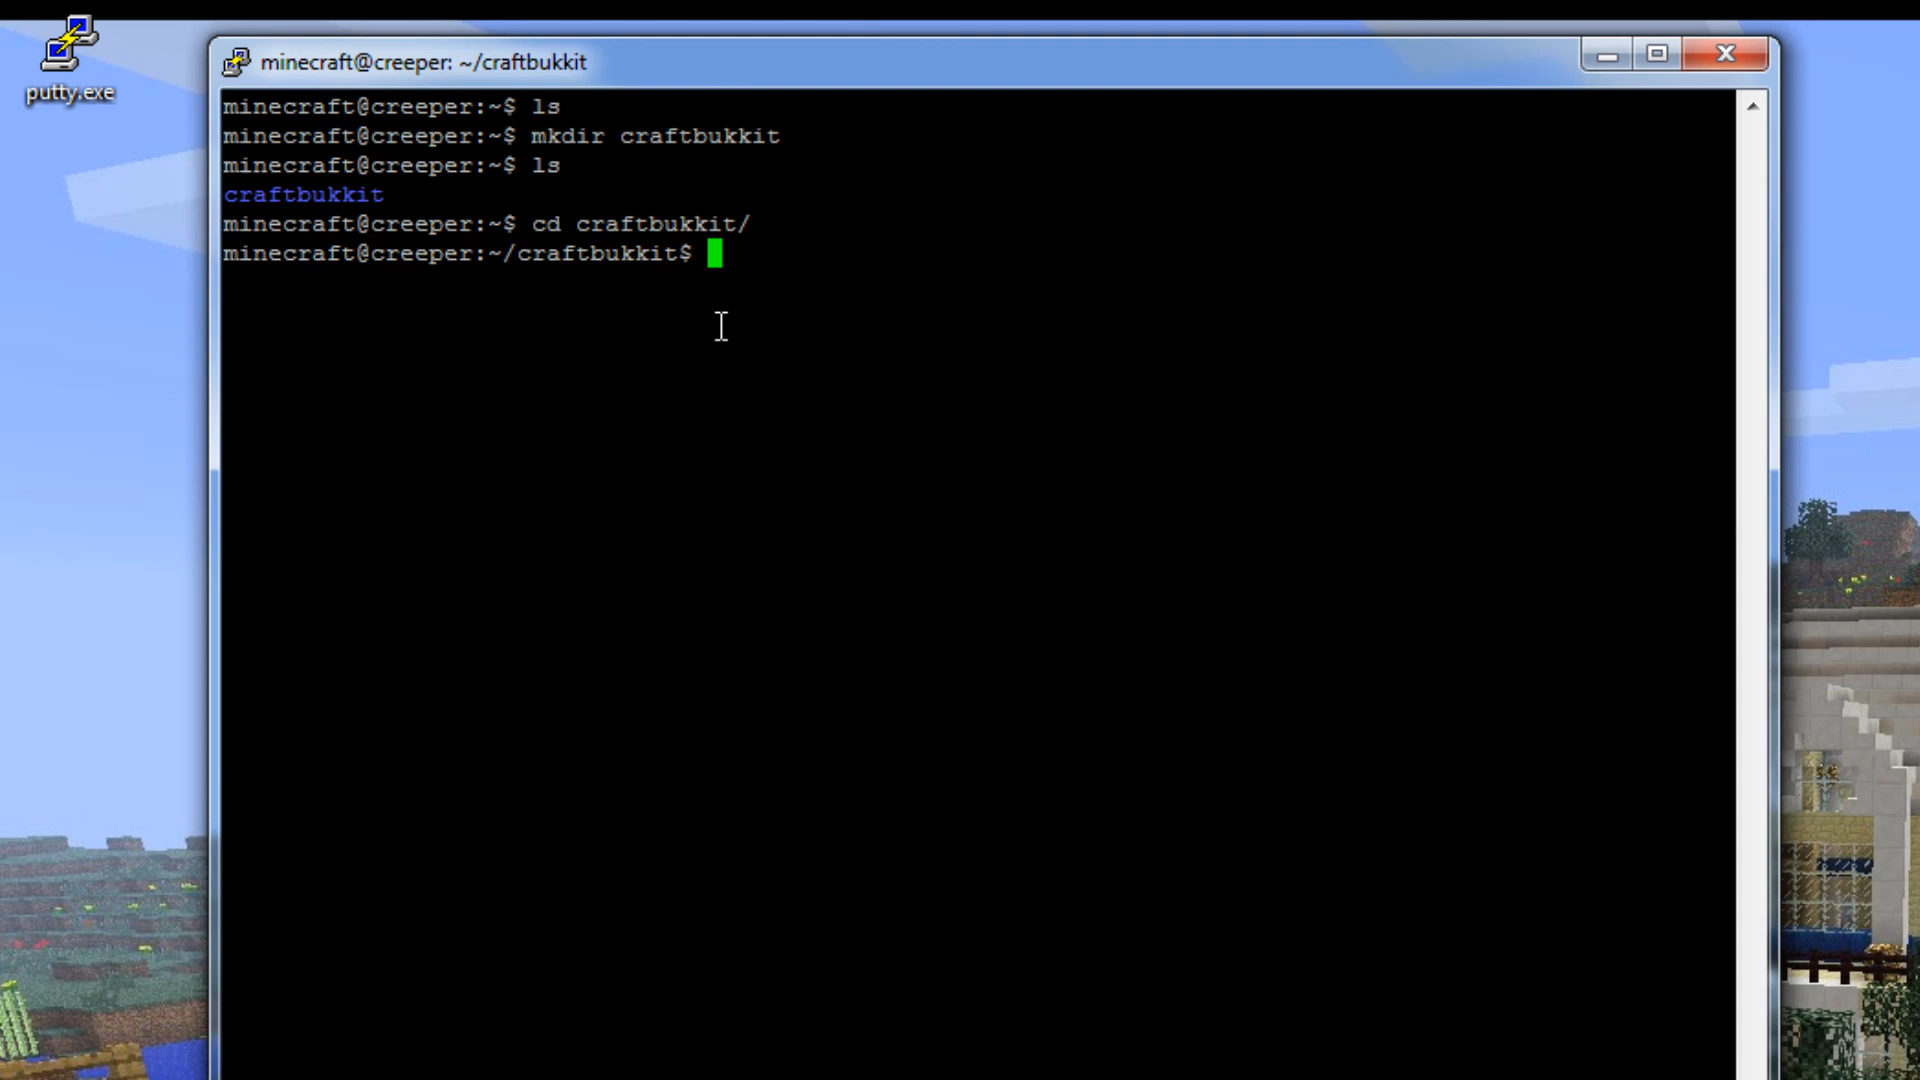 putty.exe
minecraft@creeper: ~/craftbukkit
minecraft@creeper:~$ ls
minecraft@creeper:~$ mkdir craftbukkit
minecraft@creeper:~$ ls
craftbukkit
minecraft@creeper:~$ cd craftbukkit/
minecraft@creeper:~/craftbukkit$